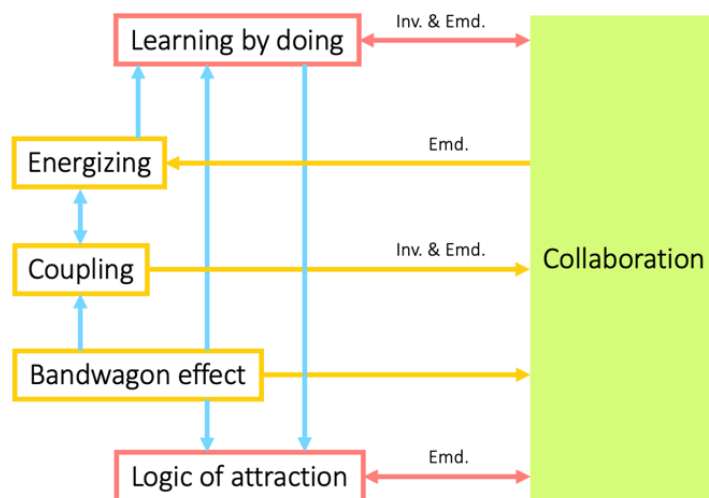 Learning by doing
Inv. & Emd.
Energizing
Emd.
Coupling
Inv. & Emd.
Collaboration
Bandwagon effect
Logic of attraction
Emd.